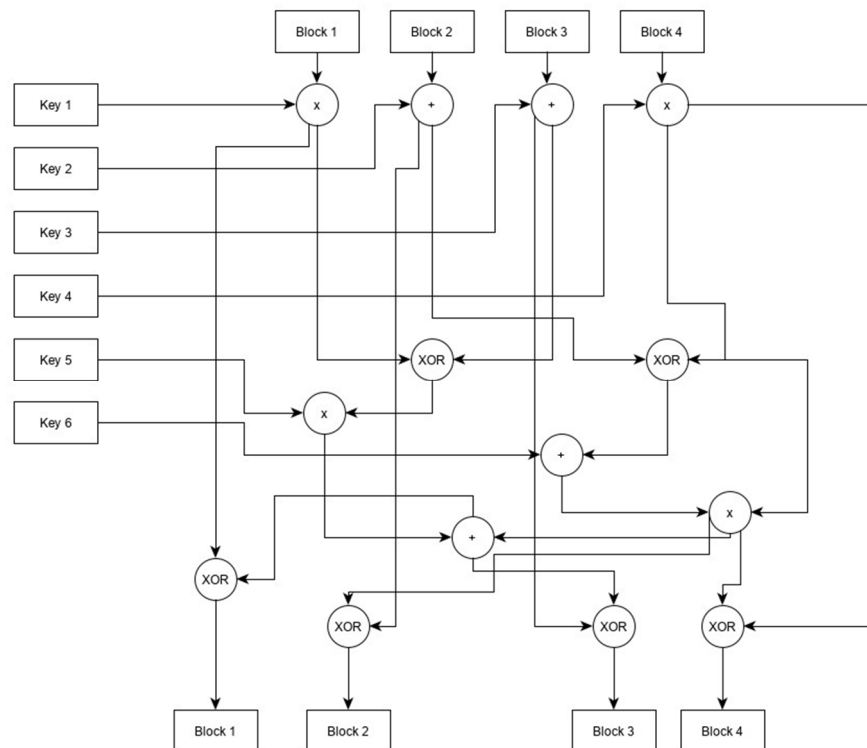 Block 1
Block 2
Block 3
Block 4
Key 1
x
+
+
x
Key 2
Key 3
Key 4
Key 5
XOR
XOR
x
Key 6
+
x
+
XOR
XOR
XOR
XOR
Block 1
Block 2
Block 3
Block 4